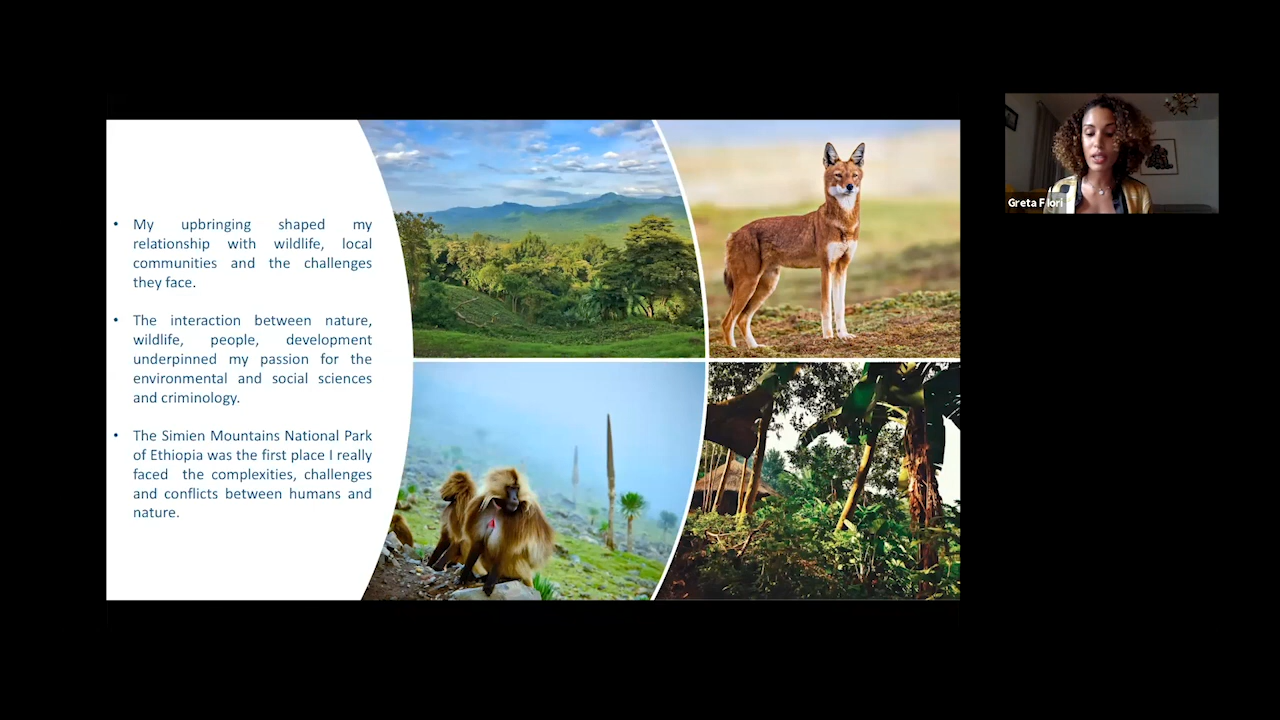 • My upbringing shaped my
relationship with wildlife, local
communities and the challenges
they face.
• The interaction between nature,
wildlife, people, development
underpinned my passion for the
environmental and social sciences
and criminology.
• The Simien Mountains National Park
of Ethiopia was the first place I really
faced the complexities, challenges
and conflicts between humans and
nature.
Greta F Iori